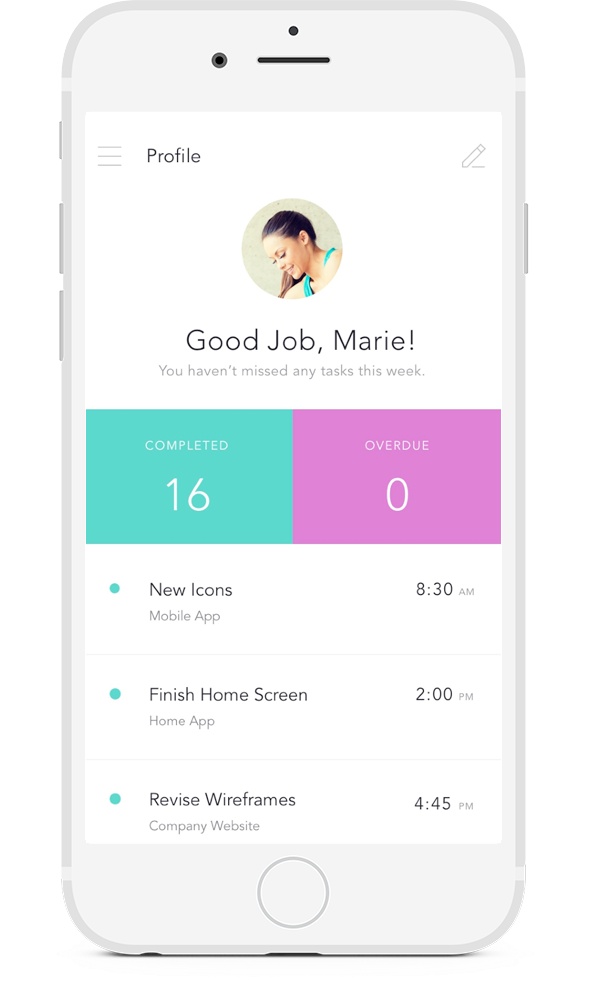 Profile
Good Job, Marie!
You haven't missed any tasks this week.
COMPLETED OVERDUE
16 0
New Icons 8:30 AM
Mobile App
Finish Home Screen 2:00 PM
Home App
Revise Wireframes 4:45 PM
Company Website